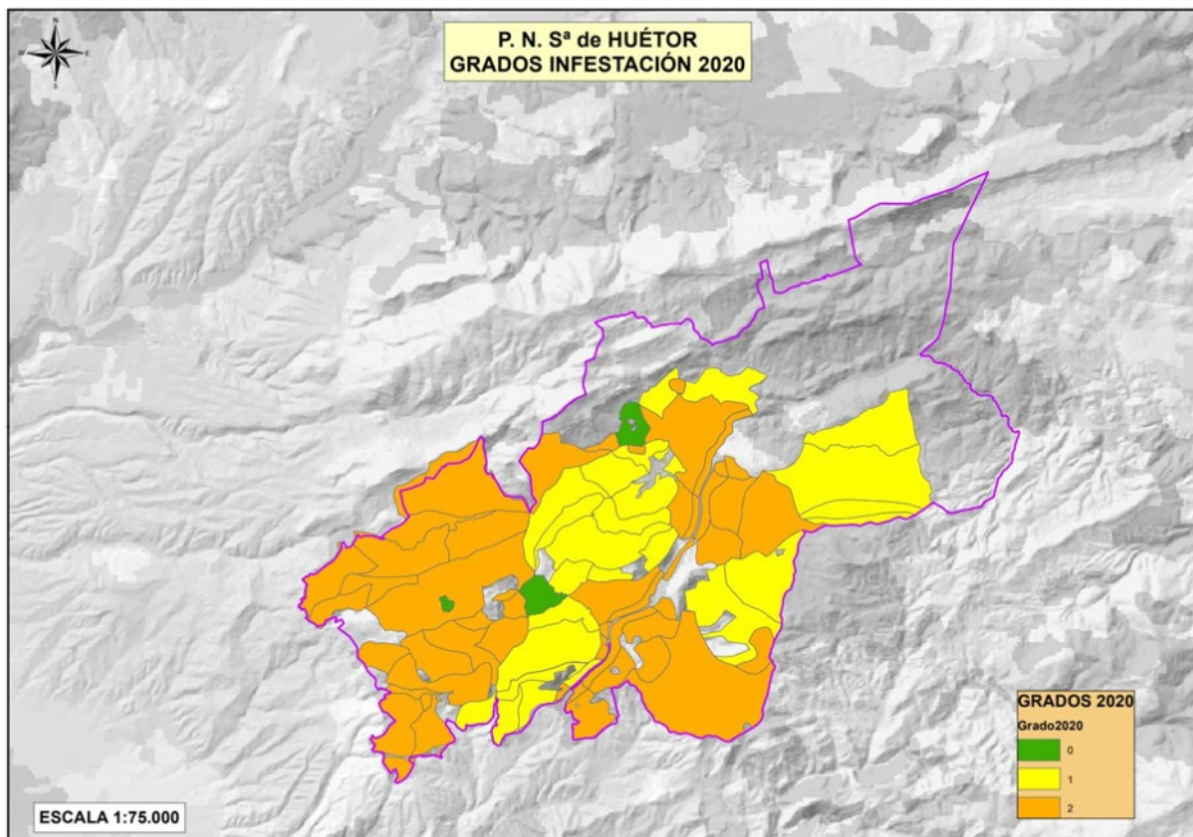 N
W E
S
P. N. Sª de HUÉTOR
GRADOS INFESTACIÓN 2020
GRADOS 2020
Grado2020
0
1
2
ESCALA 1:75.000